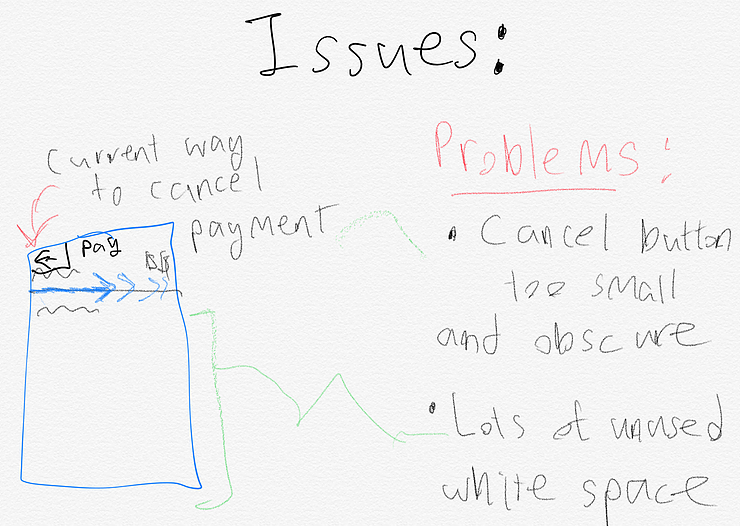 Issues:
Current way
to cancel
payment
Pay
Problems:
• Cancel button
too small
and obscure
• Lots of unused
white space